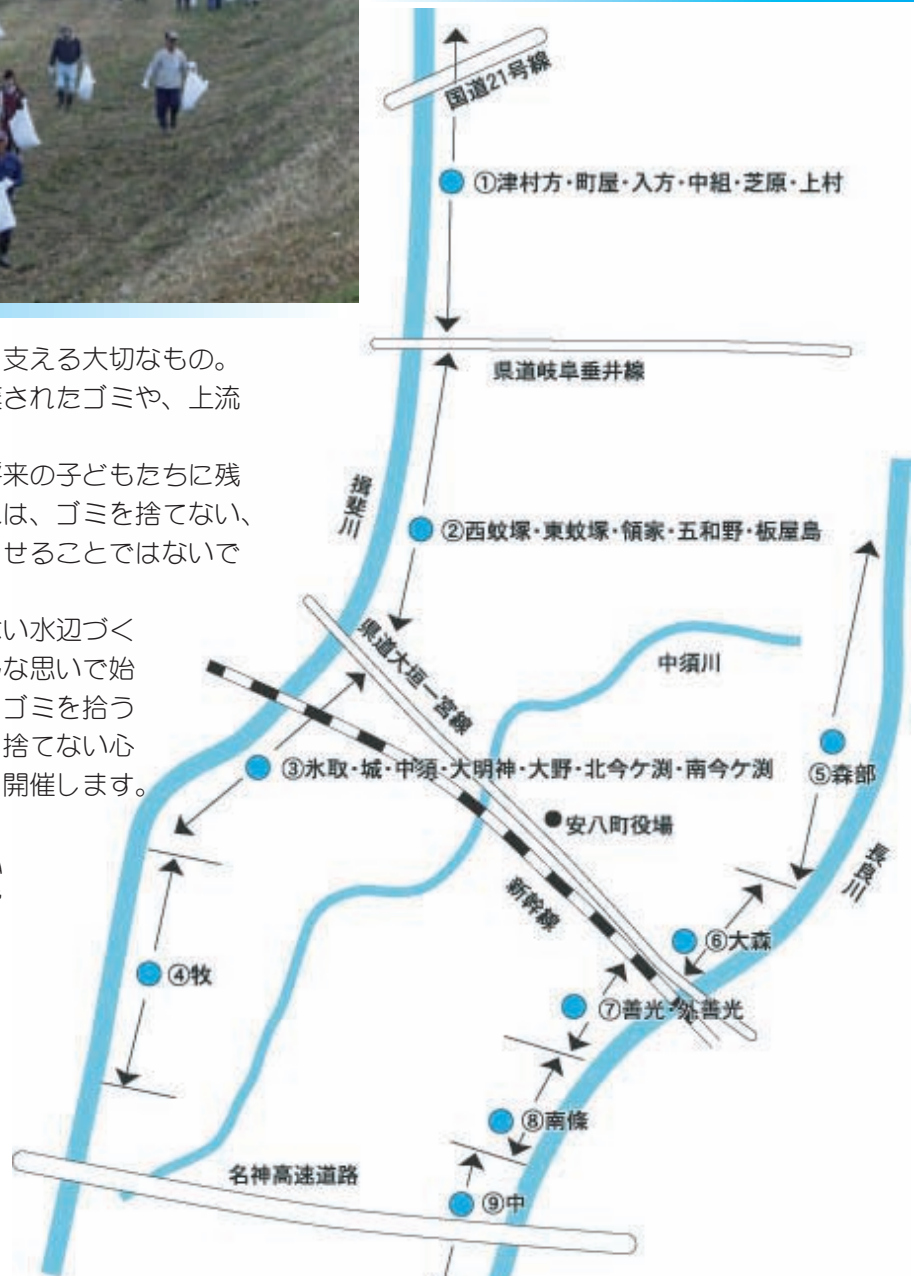 支える大切なもの。
されたゴミや、上流
来の子どもたちに残
は、ゴミを捨てない、
せることではないで
い水辺づく
な思いで始
ゴミを拾う
捨てない心
開催します。
国道21号線
①津村方・町屋・入方・中組・芝原・上村
県道岐阜垂井線
揖斐川
②西蚊塚・東蚊塚・領家・五和野・板屋島
県道大垣一宮線
中須川
③氷取・城・中須・大明神・大野・北今ケ渕・南今ケ渕
⑤森部
安八町役場
長良川
新幹線
⑥大森
④牧
⑦善光・外善光
⑧南條
名神高速道路
⑨中